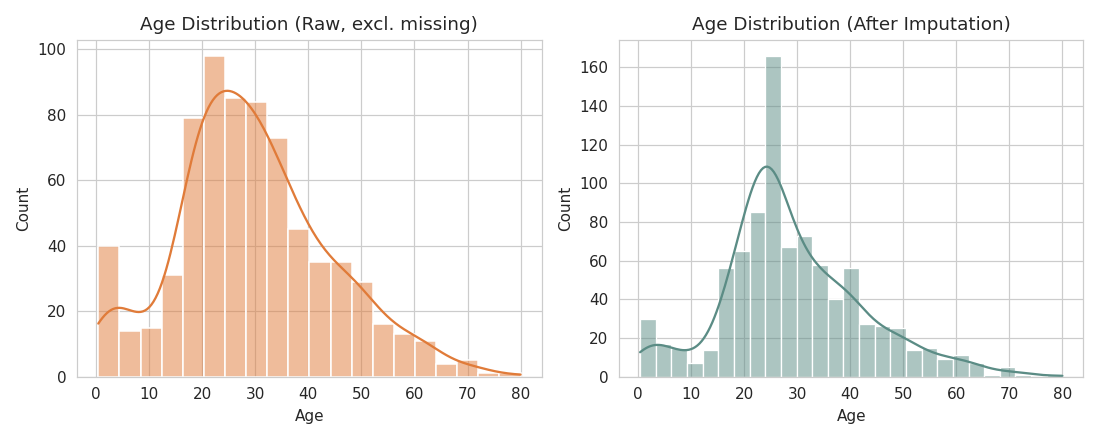 Age Distribution (Raw, excl. missing)
100
80
60
40
20
0
Count
0 10 20 30 40 50 60 70 80
Age
Age Distribution (After Imputation)
160
140
120
100
80
60
40
20
0
Count
0 10 20 30 40 50 60 70 80
Age